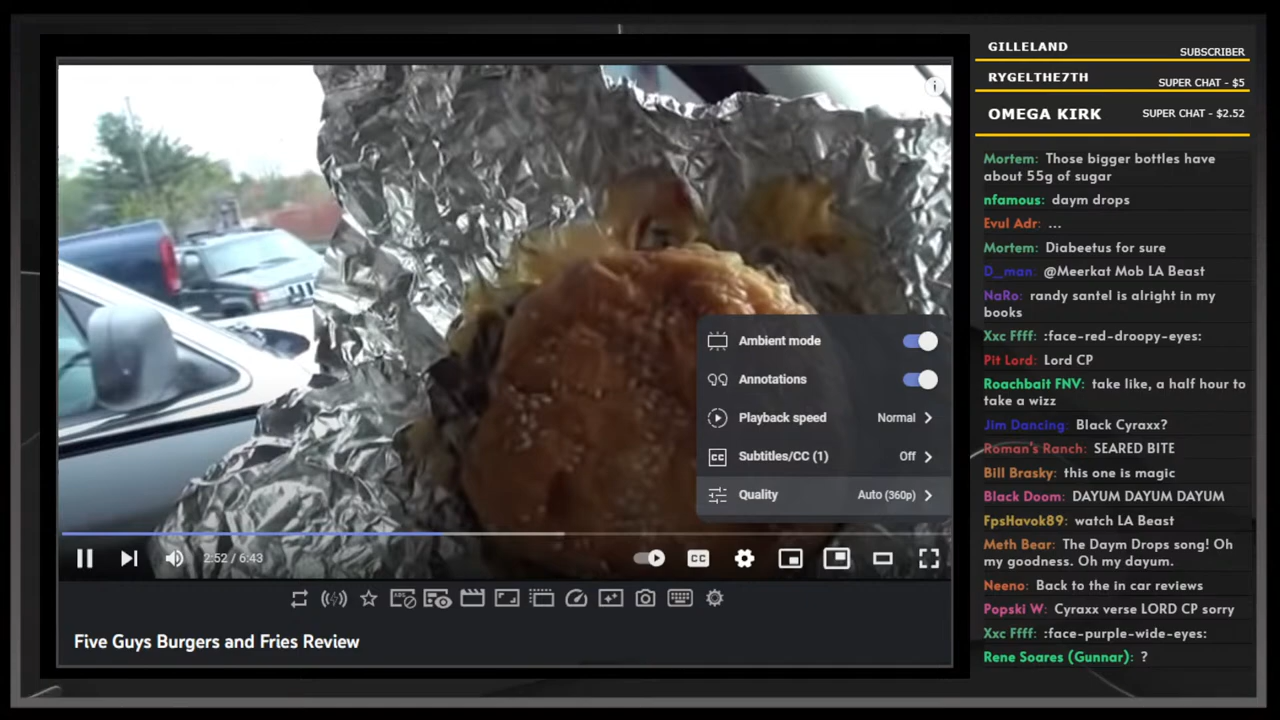 GILLELAND
SUBSCRIBER
RYGELTHE7TH
SUPER CHAT - $5
OMEGA KIRK
SUPER CHAT - $2.52
Mortem: Those bigger bottles have
about 55g of sugar
nfamous: daym drops
Evul Adr: ...
Mortem: Diabeetus for sure
D_man: @Meerkat Mob LA Beast
NaRo: randy santel is alright in my
books
Xxc Ffff: :face-red-droopy-eyes:
Pit Lord: Lord CP
Roachbait FNV: take like, a half hour to
take a wizz
Jim Dancing: Black Cyraxx?
Roman's Ranch: SEARED BITE
Bill Brasky: this one is magic
Black Doom: DAYUM DAYUM DAYUM
FpsHavok89: watch LA Beast
Meth Bear: The Daym Drops song! Oh
my goodness. Oh my dayum.
Neeno: Back to the in car reviews
Popski W: Cyraxx verse LORD CP sorry
Xxc Ffff: :face-purple-wide-eyes:
Rene Soares (Gunnar): ?
Ambient mode
Annotations
Playback speed Normal
CC Subtitles/CC (1) Off
Quality Auto (360p)
2:52 / 6:43
CC
Five Guys Burgers and Fries Review